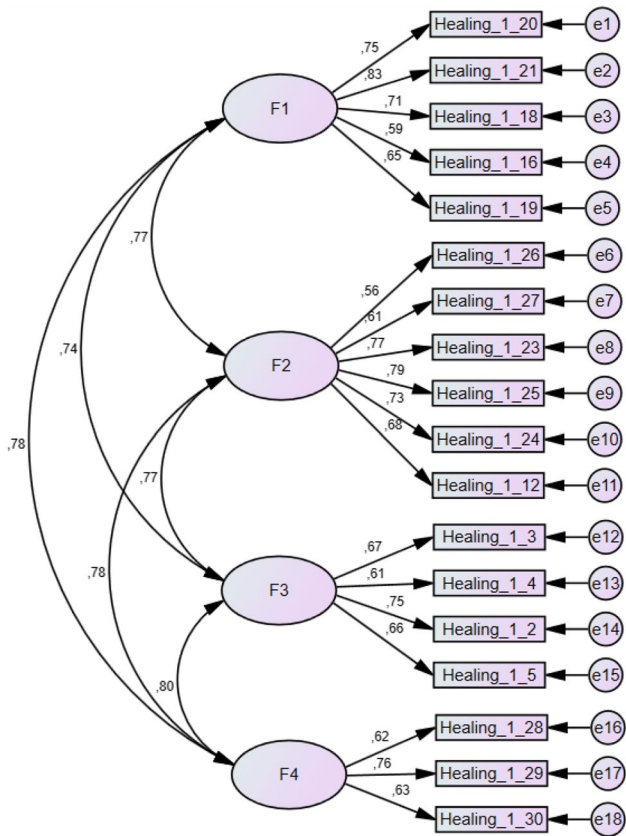 Healing_1_20 e1
,75
Healing_1_21 e2
,83
F1
,71
Healing_1_18 e3
,59
Healing_1_16 e4
,65
Healing_1_19 e5
,77
Healing_1_26 e6
,56
Healing_1_27 e7
,61
,74
,77
Healing_1_23 e8
F2
,79
Healing_1_25 e9
,73
Healing_1_24 e10
,78
,68
,77
Healing_1_12 e11
Healing_1_3 e12
,67
,78
,61
Healing_1_4 e13
F3
,75
Healing_1_2 e14
,66
Healing_1_5 e15
,80
Healing_1_28 e16
,62
,76
Healing_1_29 e17
F4
,63
Healing_1_30 e18